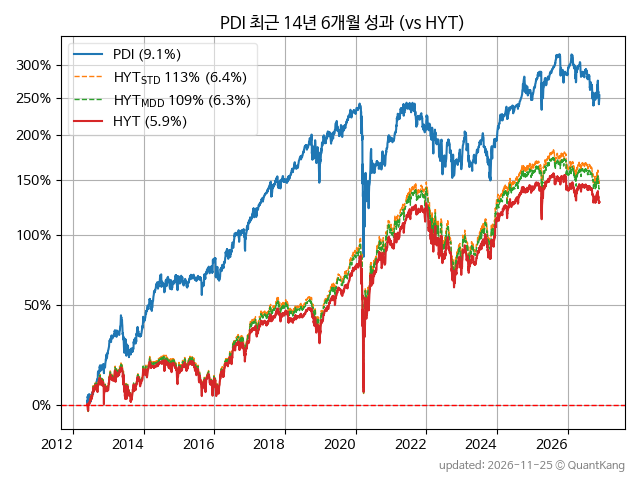 PDI 최근 14년 6개월 성과 (vs HYT)
PDI (9.1%)
HYT_STD 113% (6.4%)
HYT_MDD 109% (6.3%)
HYT (5.9%)
300%
250%
200%
150%
100%
50%
0%
2012 2014 2016 2018 2020 2022 2024 2026
updated: 2026-11-25 ⓒ QuantKang